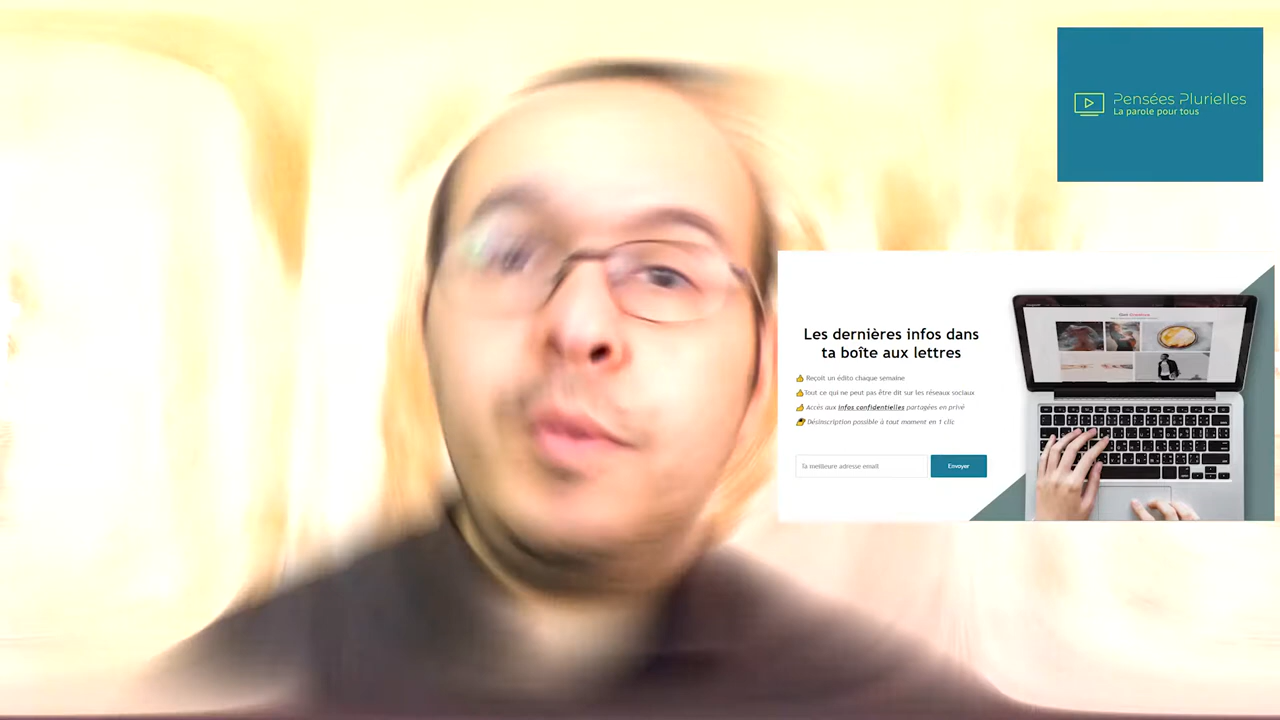 Pensées Plurielles
La parole pour tous
Les dernières infos dans
ta boîte aux lettres
👍 Reçoit un édito chaque semaine
👍Tout ce qui ne peut pas être dit sur les réseaux sociaux
Accès aux infos confidentielles partagées en privé
Désinscription possible à tout moment en 1 clic
Ta meilleure adresse email
Envoyer